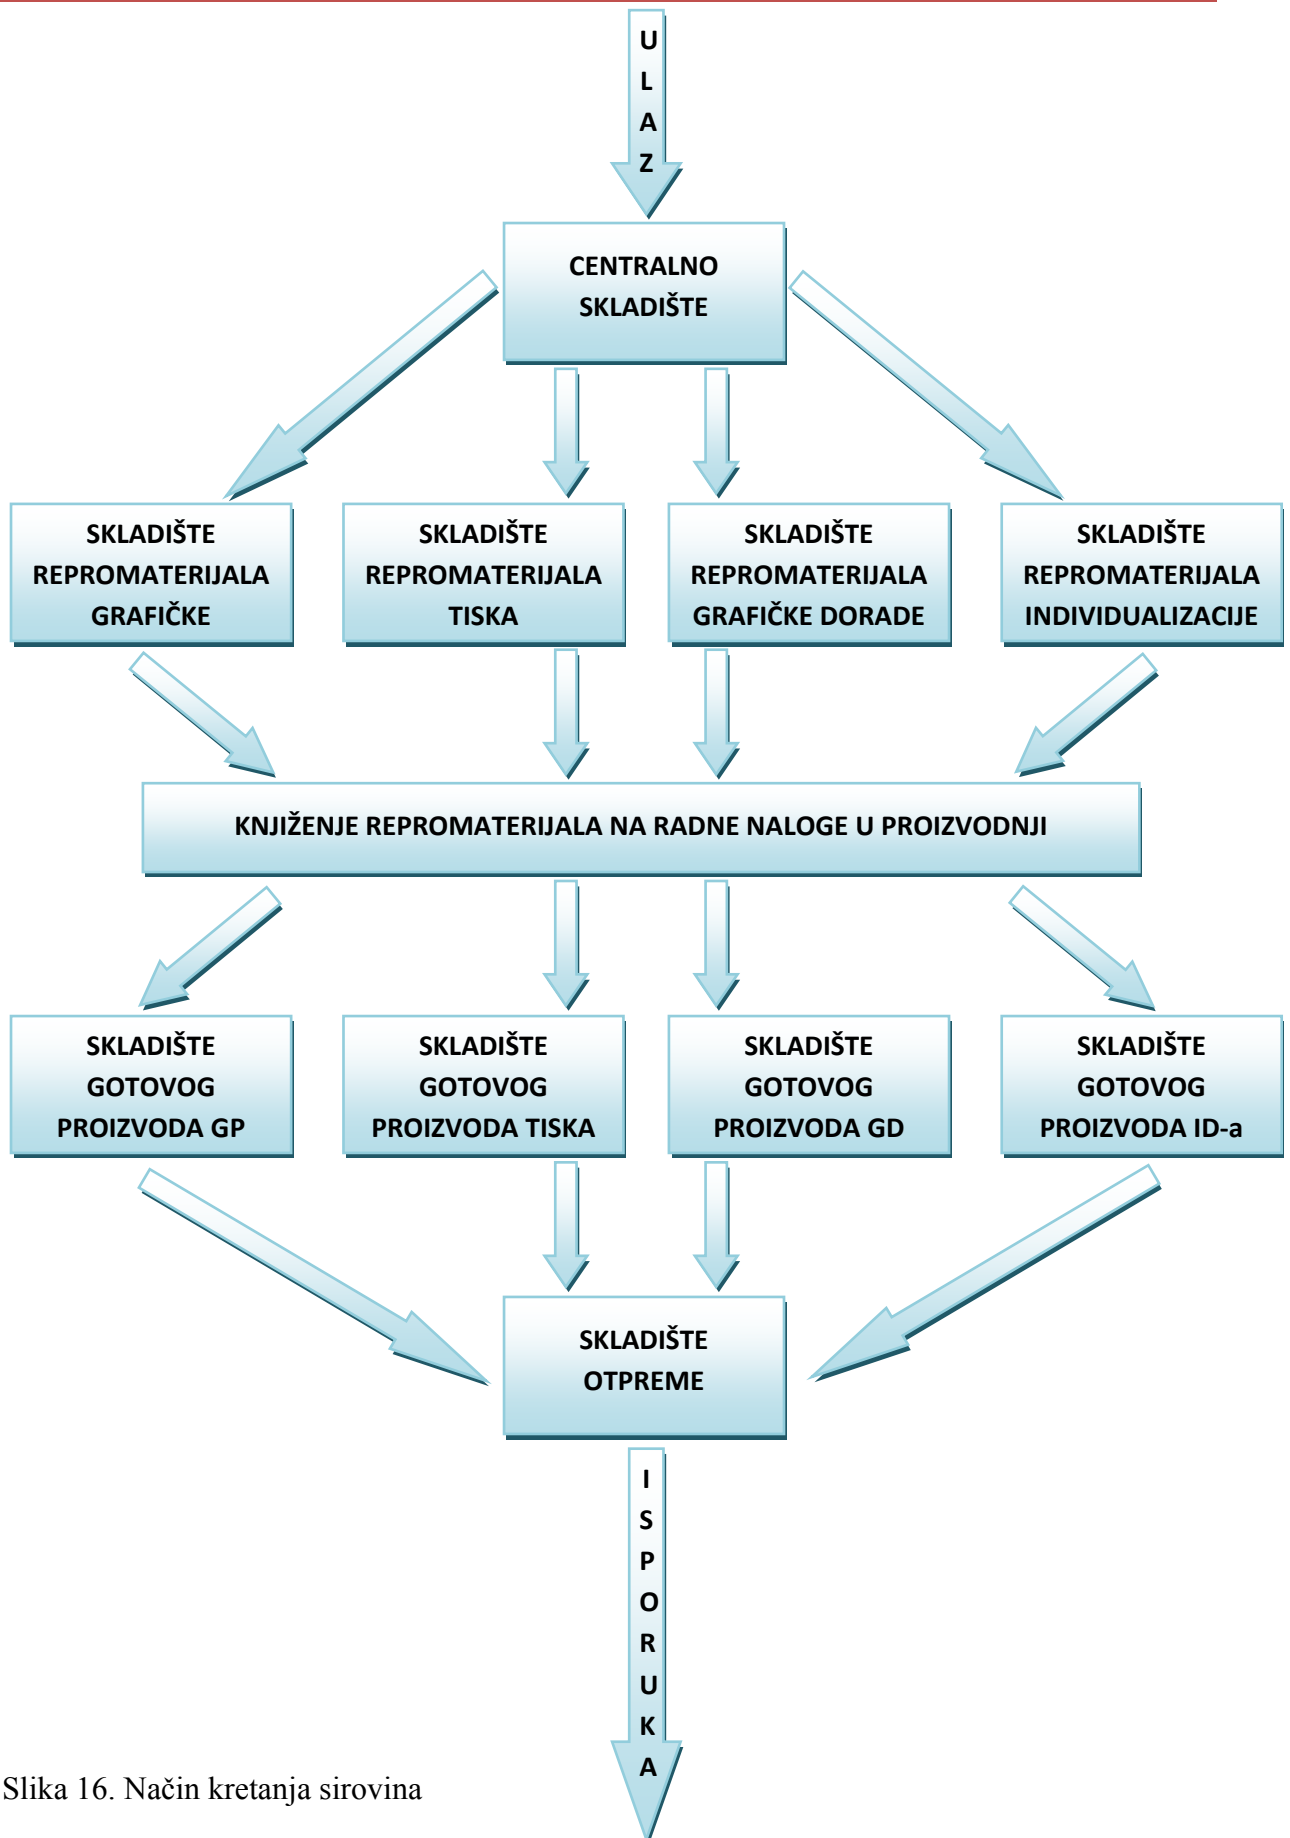 ULAZ
CENTRALNO
SKLADIŠTE
SKLADIŠTE
REPROMATERIJALA
GRAFIČKE
SKLADIŠTE
REPROMATERIJALA
TISKA
SKLADIŠTE
REPROMATERIJALA
GRAFIČKE DORADE
SKLADIŠTE
REPROMATERIJALA
INDIVIDUALIZACIJE
KNJIŽENJE REPROMATERIJALA NA RADNE NALOGE U PROIZVODNJI
SKLADIŠTE
GOTOVOG
PROIZVODA GP
SKLADIŠTE
GOTOVOG
PROIZVODA TISKA
SKLADIŠTE
GOTOVOG
PROIZVODA GD
SKLADIŠTE
GOTOVOG
PROIZVODA ID-a
SKLADIŠTE
OTPREME
ISPORUKA
Slika 16. Način kretanja sirovina